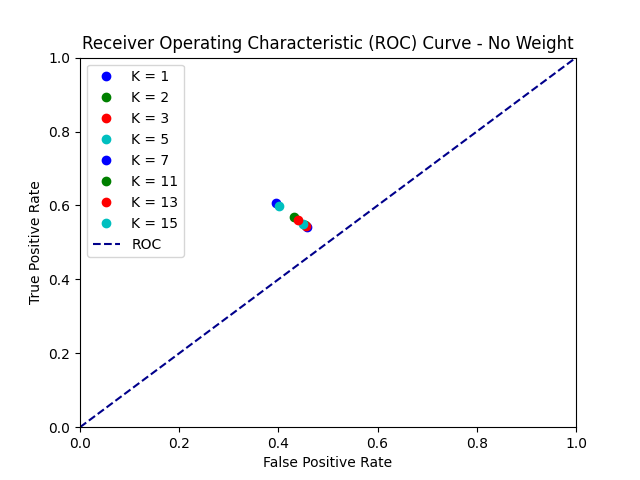 Receiver Operating Characteristic (ROC) Curve - No Weight
1.0
0.8
0.6
0.4
0.2
0.0
True Positive Rate
K = 1
K = 2
K = 3
K = 5
K = 7
K = 11
K = 13
K = 15
ROC
0.0 0.2 0.4 0.6 0.8 1.0
False Positive Rate